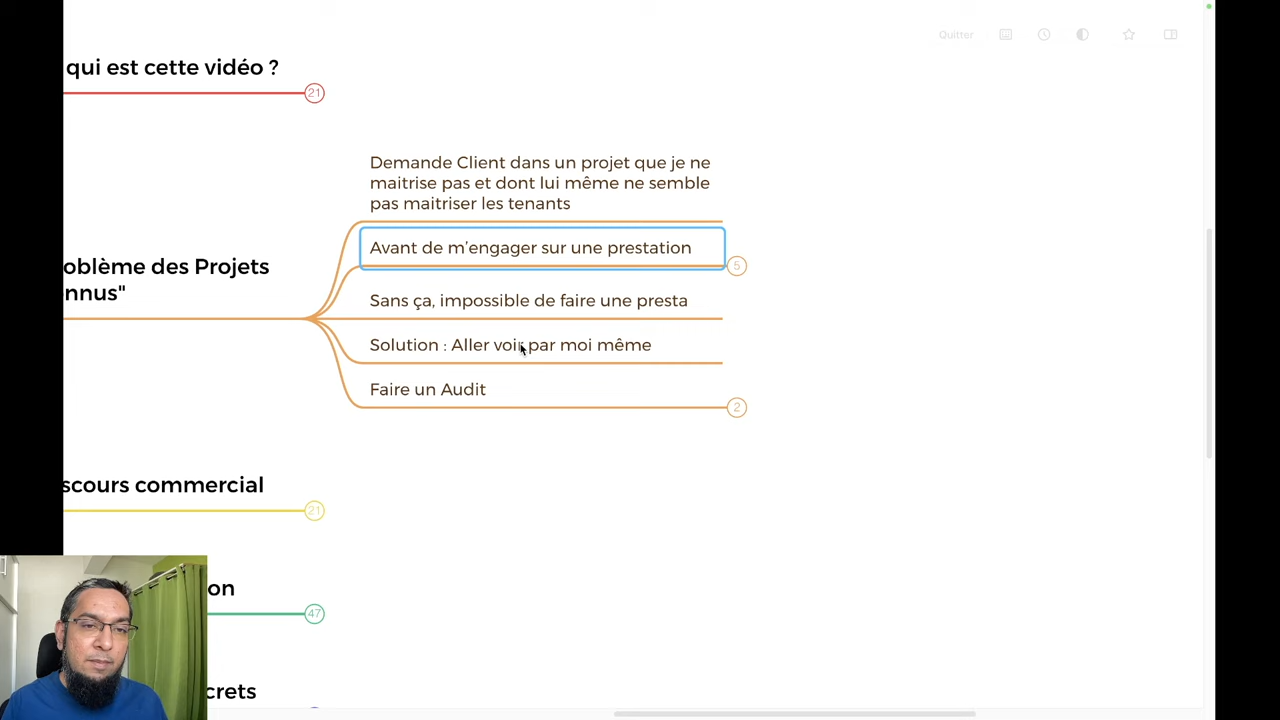 Quitter
qui est cette vidéo ?
21
Demande Client dans un projet que je ne
maitrise pas et dont lui même ne semble
pas maitriser les tenants
Avant de m'engager sur une prestation
5
oblème des Projets
nnus"
Sans ça, impossible de faire une presta
Solution : Aller voir par moi même
Faire un Audit
2
scours commercial
21
on
47
crets